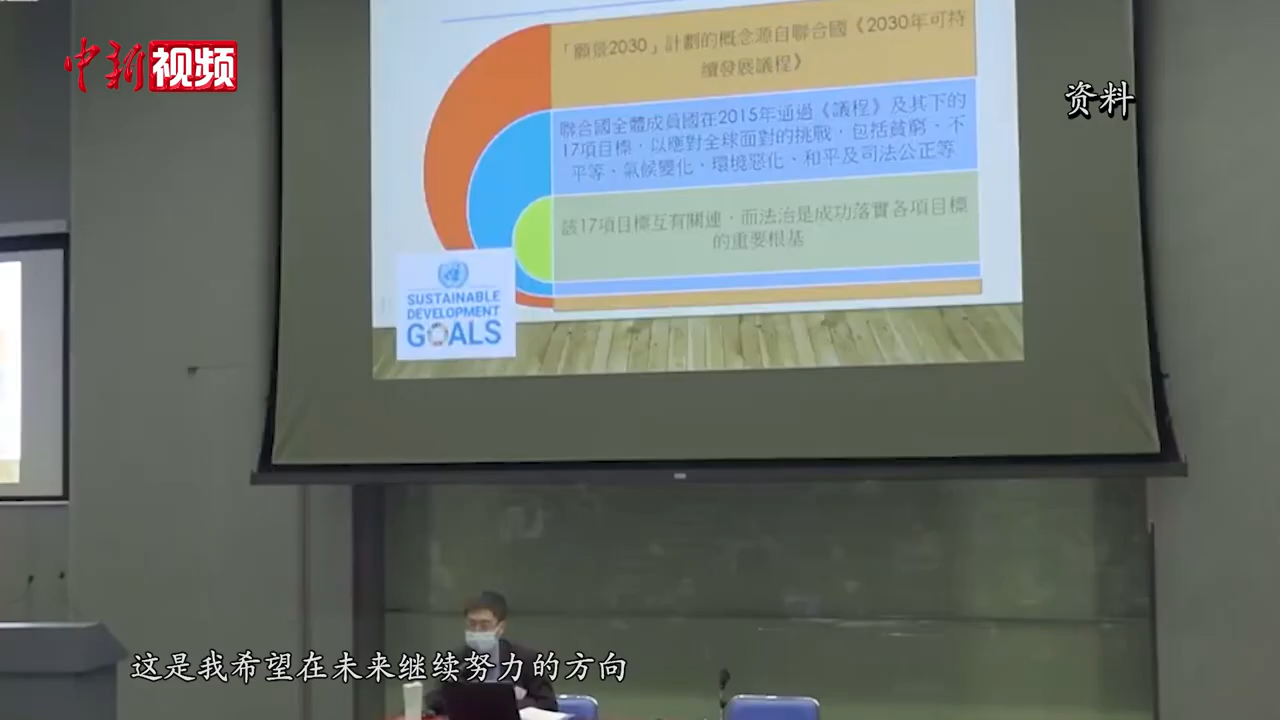 中新视频
资料
「願景2030」計劃的概念源自聯合國《2030年可持
續發展議程》
聯合國全體成員國在2015年通過《議程》及其下的
17項目標，以應對全球面對的挑戰，包括貧窮、不
平等、氣候變化、環境惡化、和平及司法公正等
該17項目標互有關連，而法治是成功落實各項目標
的重要根基
SUSTAINABLE
DEVELOPMENT
GOALS
这是我希望在未来继续努力的方向